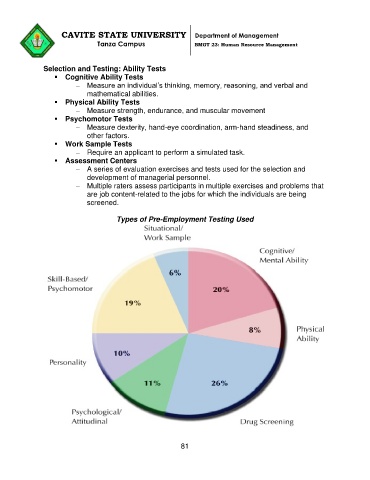 CAVITE STATE UNIVERSITY
Tanza Campus
Department of Management
BMGT 23: Human Resource Management
Selection and Testing: Ability Tests
▪ Cognitive Ability Tests
– Measure an individual's thinking, memory, reasoning, and verbal and
mathematical abilities.
▪ Physical Ability Tests
– Measure strength, endurance, and muscular movement
▪ Psychomotor Tests
– Measure dexterity, hand-eye coordination, arm-hand steadiness, and
other factors.
▪ Work Sample Tests
– Require an applicant to perform a simulated task.
▪ Assessment Centers
– A series of evaluation exercises and tests used for the selection and
development of managerial personnel.
– Multiple raters assess participants in multiple exercises and problems that
are job content-related to the jobs for which the individuals are being
screened.
Types of Pre-Employment Testing Used
Situational/
Work Sample
Cognitive/
Mental Ability
6%
Skill-Based/
Psychomotor
20%
19%
8%
Physical
Ability
10%
Personality
11%
26%
Psychological/
Attitudinal
Drug Screening
81